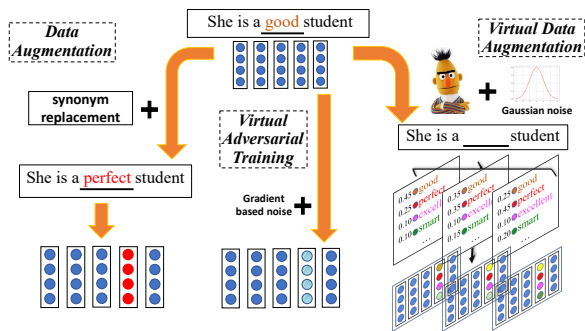 She is a good student
Data
Augmentation
Virtual Data
Augmentation
synonym
replacement
+
Virtual
Adversarial
Training
+
Gaussian noise
She is a ______ student
She is a perfect student
Gradient
based noise
+
0.45 good
0.25 perfect
0.10 excellent
0.10 smart
...
0.35 good
0.35 perfect
0.10 excellent
0.15 smart
...
0.25 good
0.45 perfect
0.10 excellent
0.20 smart
...